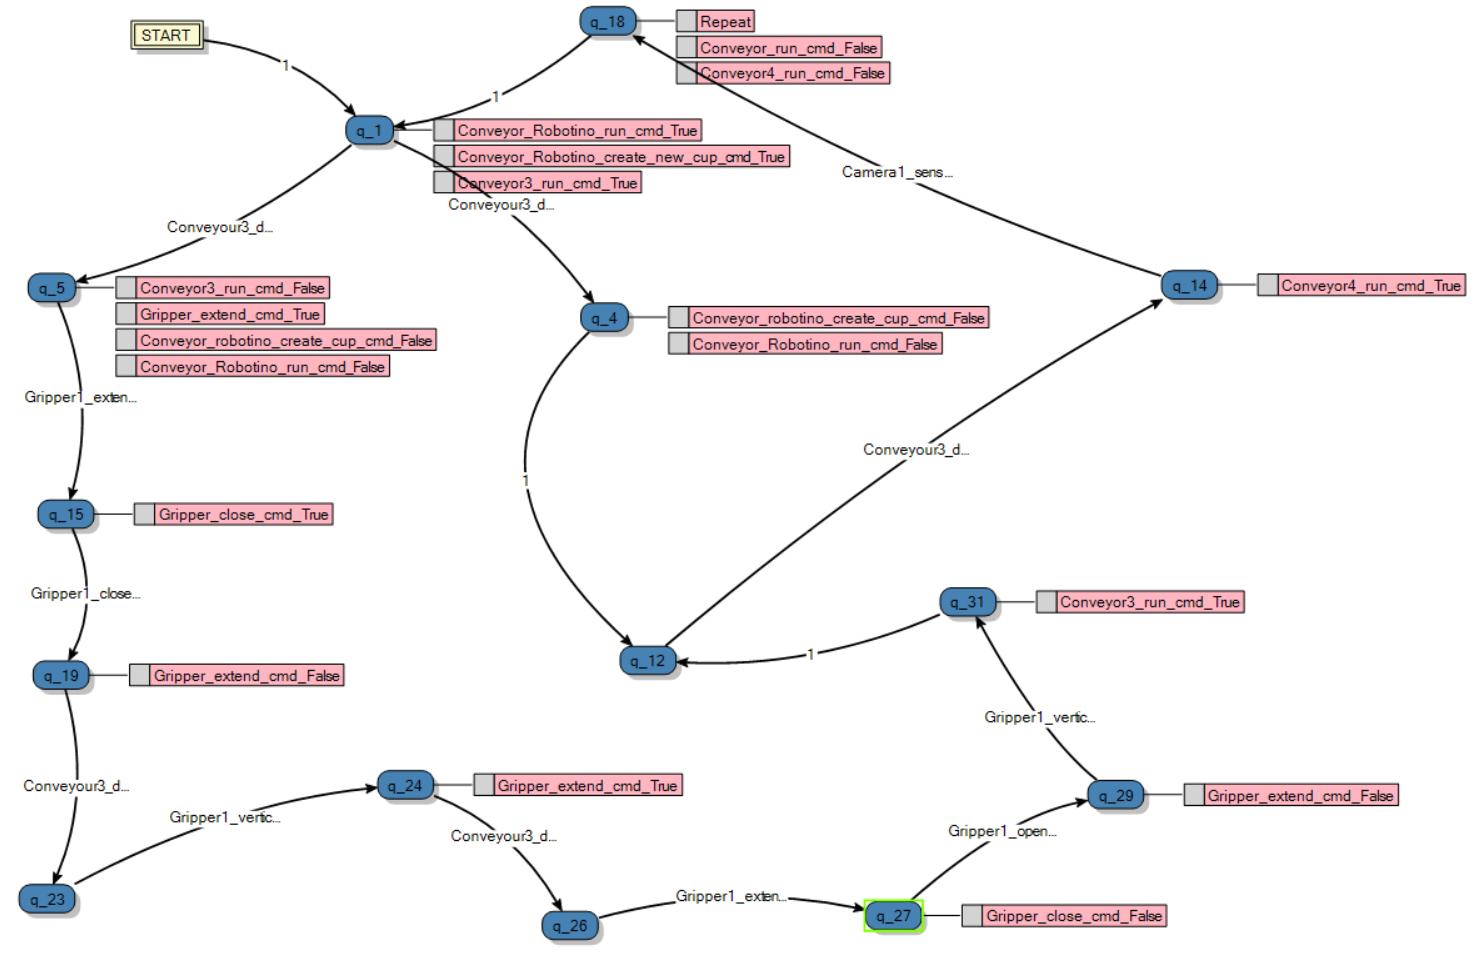 START
q_18
Repeat
Conveyor_run_cmd_False
Conveyor4_run_cmd_False
1
1
q_1
Conveyor_Robotino_run_cmd_True
Conveyor_Robotino_create_new_cup_cmd_True
Conveyor3_run_cmd_True
Camera1_sens...
Conveyour3_d...
Conveyour3_d...
q_5
Conveyor3_run_cmd_False
Gripper_extend_cmd_True
Conveyor_robotino_create_cup_cmd_False
Conveyor_Robotino_run_cmd_False
q_14
Conveyor4_run_cmd_True
q_4
Conveyor_robotino_create_cup_cmd_False
Conveyor_Robotino_run_cmd_False
Gripper1_exten...
Conveyour3_d...
1
q_15
Gripper_close_cmd_True
Gripper1_close...
q_31
Conveyor3_run_cmd_True
1
q_12
q_19
Gripper_extend_cmd_False
Gripper1_vertic...
Conveyour3_d...
q_24
Gripper_extend_cmd_True
q_29
Gripper_extend_cmd_False
Gripper1_vertic...
Conveyour3_d...
Gripper1_open...
q_23
Gripper1_exten...
q_26
q_27
Gripper_close_cmd_False